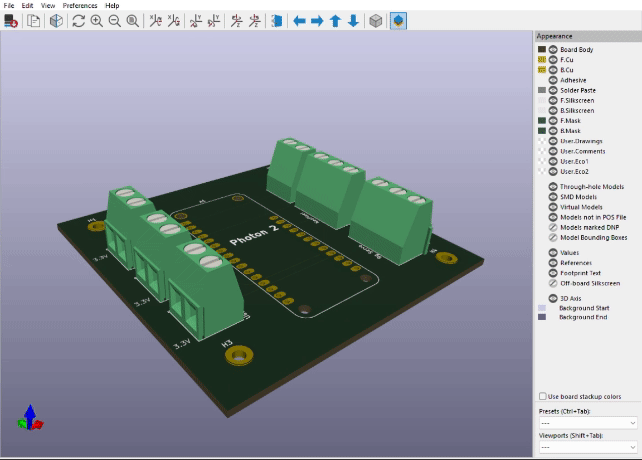 File Edit View Preferences Help
Appearance
Board Body
F.Cu
B.Cu
Adhesive
Solder Paste
F.Silkscreen
B.Silkscreen
F.Mask
B.Mask
User.Drawings
User.Comments
User.Eco1
User.Eco2
Through-hole Models
SMD Models
Virtual Models
Models not in POS File
Models marked DNP
Model Bounding Boxes
Values
References
Footprint Text
Off-board Silkscreen
3D Axis
Background Start
Background End
Use board stackup colors
Presets (Ctrl+Tab):
---
Viewports (Shift+Tab):
---
Photon 2
3.3V
3.3V
3.3V
H3